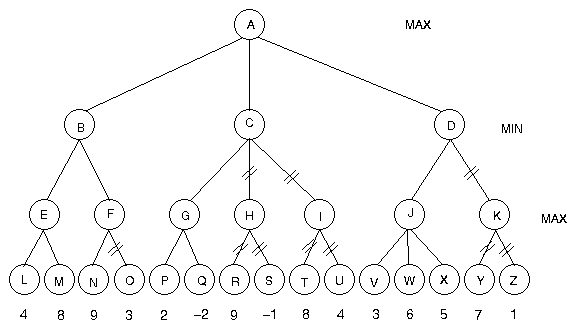 A MAX
B C D MIN
E F G H I J K MAX
L M N O P Q R S T U V W X Y Z
4 8 9 3 2 -2 9 -1 8 4 3 6 5 7 1